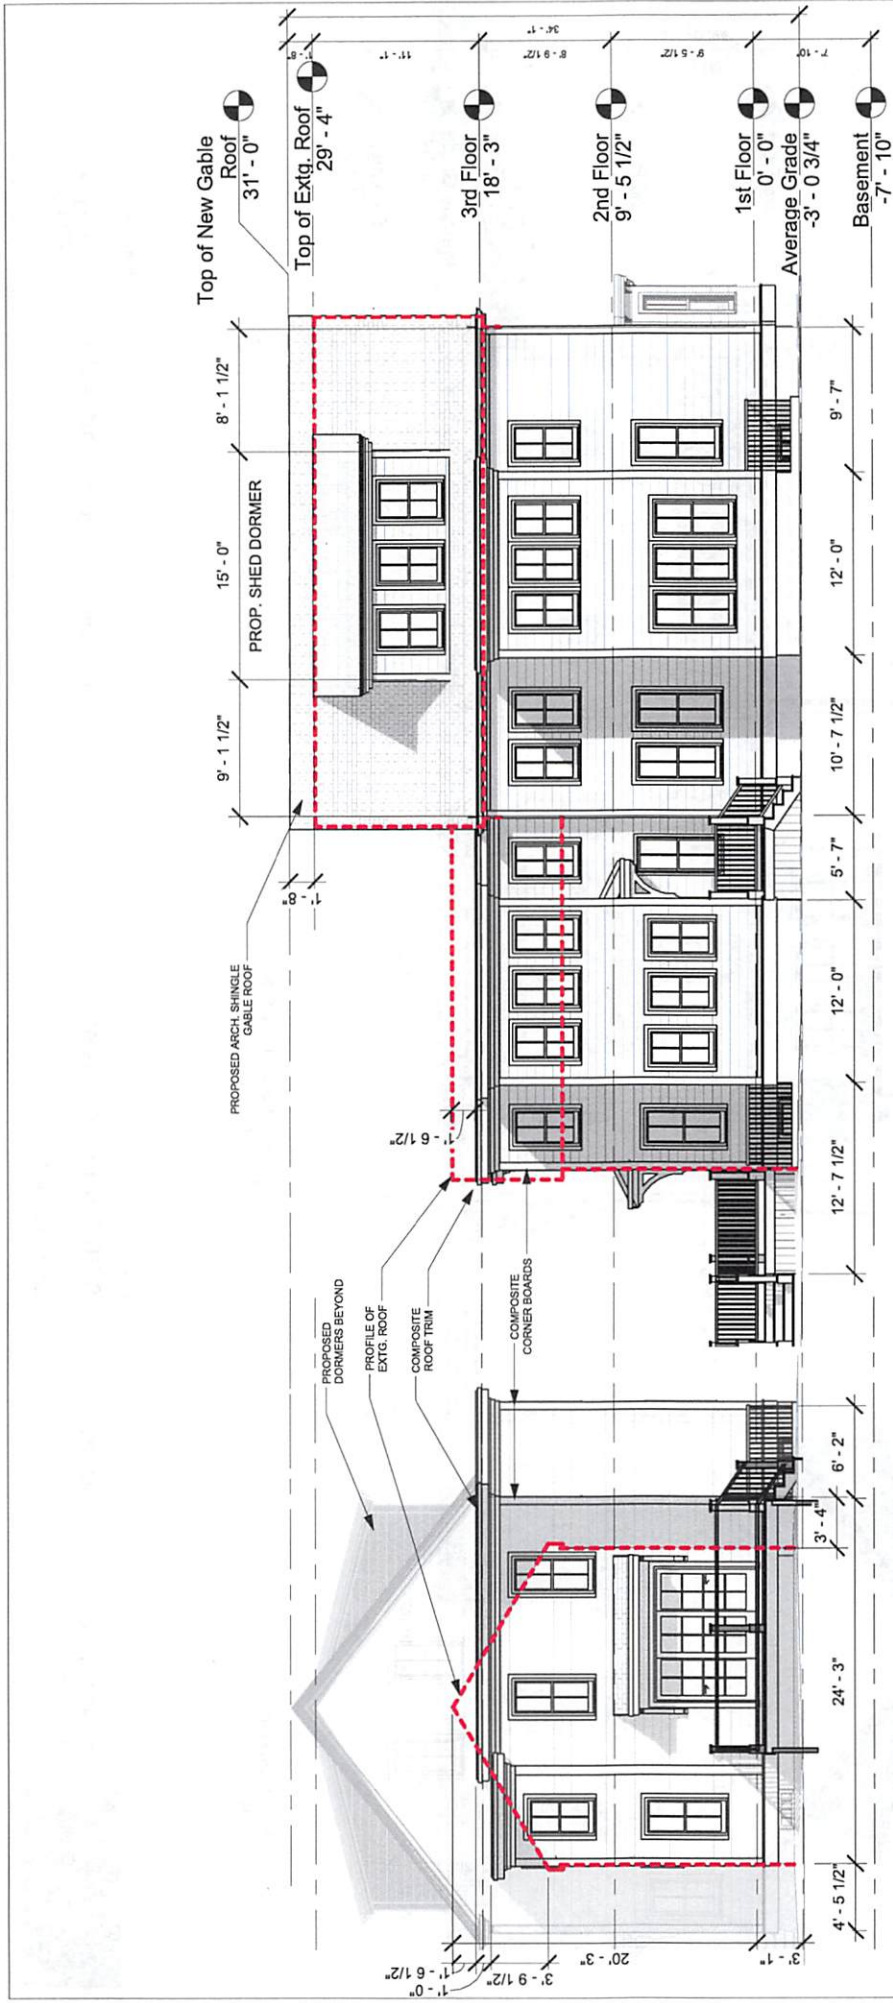 34' - 1"
1' - 8"
11' - 1"
8' - 9 1/2"
9' - 5 1/2"
7' - 10"
Top of New Gable
Roof
31' - 0"
Top of Extg. Roof
29' - 4"
3rd Floor
18' - 3"
2nd Floor
9' - 5 1/2"
1st Floor
0' - 0"
Average Grade
-3' - 0 3/4"
Basement
-7' - 10"
9' - 1 1/2"
15' - 0"
8' - 1 1/2"
PROP. SHED DORMER
PROPOSED ARCH. SHINGLE
GABLE ROOF
1' - 8"
1' - 6 1/2"
PROPOSED
DORMERS BEYOND
PROFILE OF
EXTG. ROOF
COMPOSITE
ROOF TRIM
COMPOSITE
CORNER BOARDS
1' - 6 1/2"
1' - 0"
3' - 9 1/2"
20' - 3"
3' - 1"
4' - 5 1/2"
24' - 3"
3' - 4"
6' - 2"
12' - 7 1/2"
12' - 0"
5' - 7"
10' - 7 1/2"
12' - 0"
9' - 7"